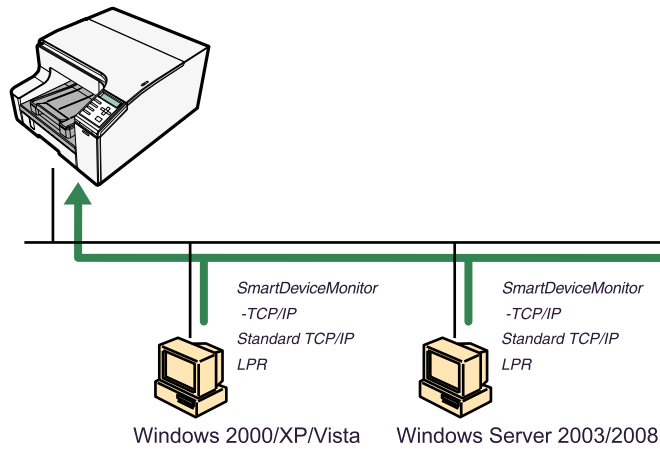 SmartDeviceMonitor
-TCP/IP
Standard TCP/IP
LPR
Windows 2000/XP/Vista
SmartDeviceMonitor
-TCP/IP
Standard TCP/IP
LPR
Windows Server 2003/2008